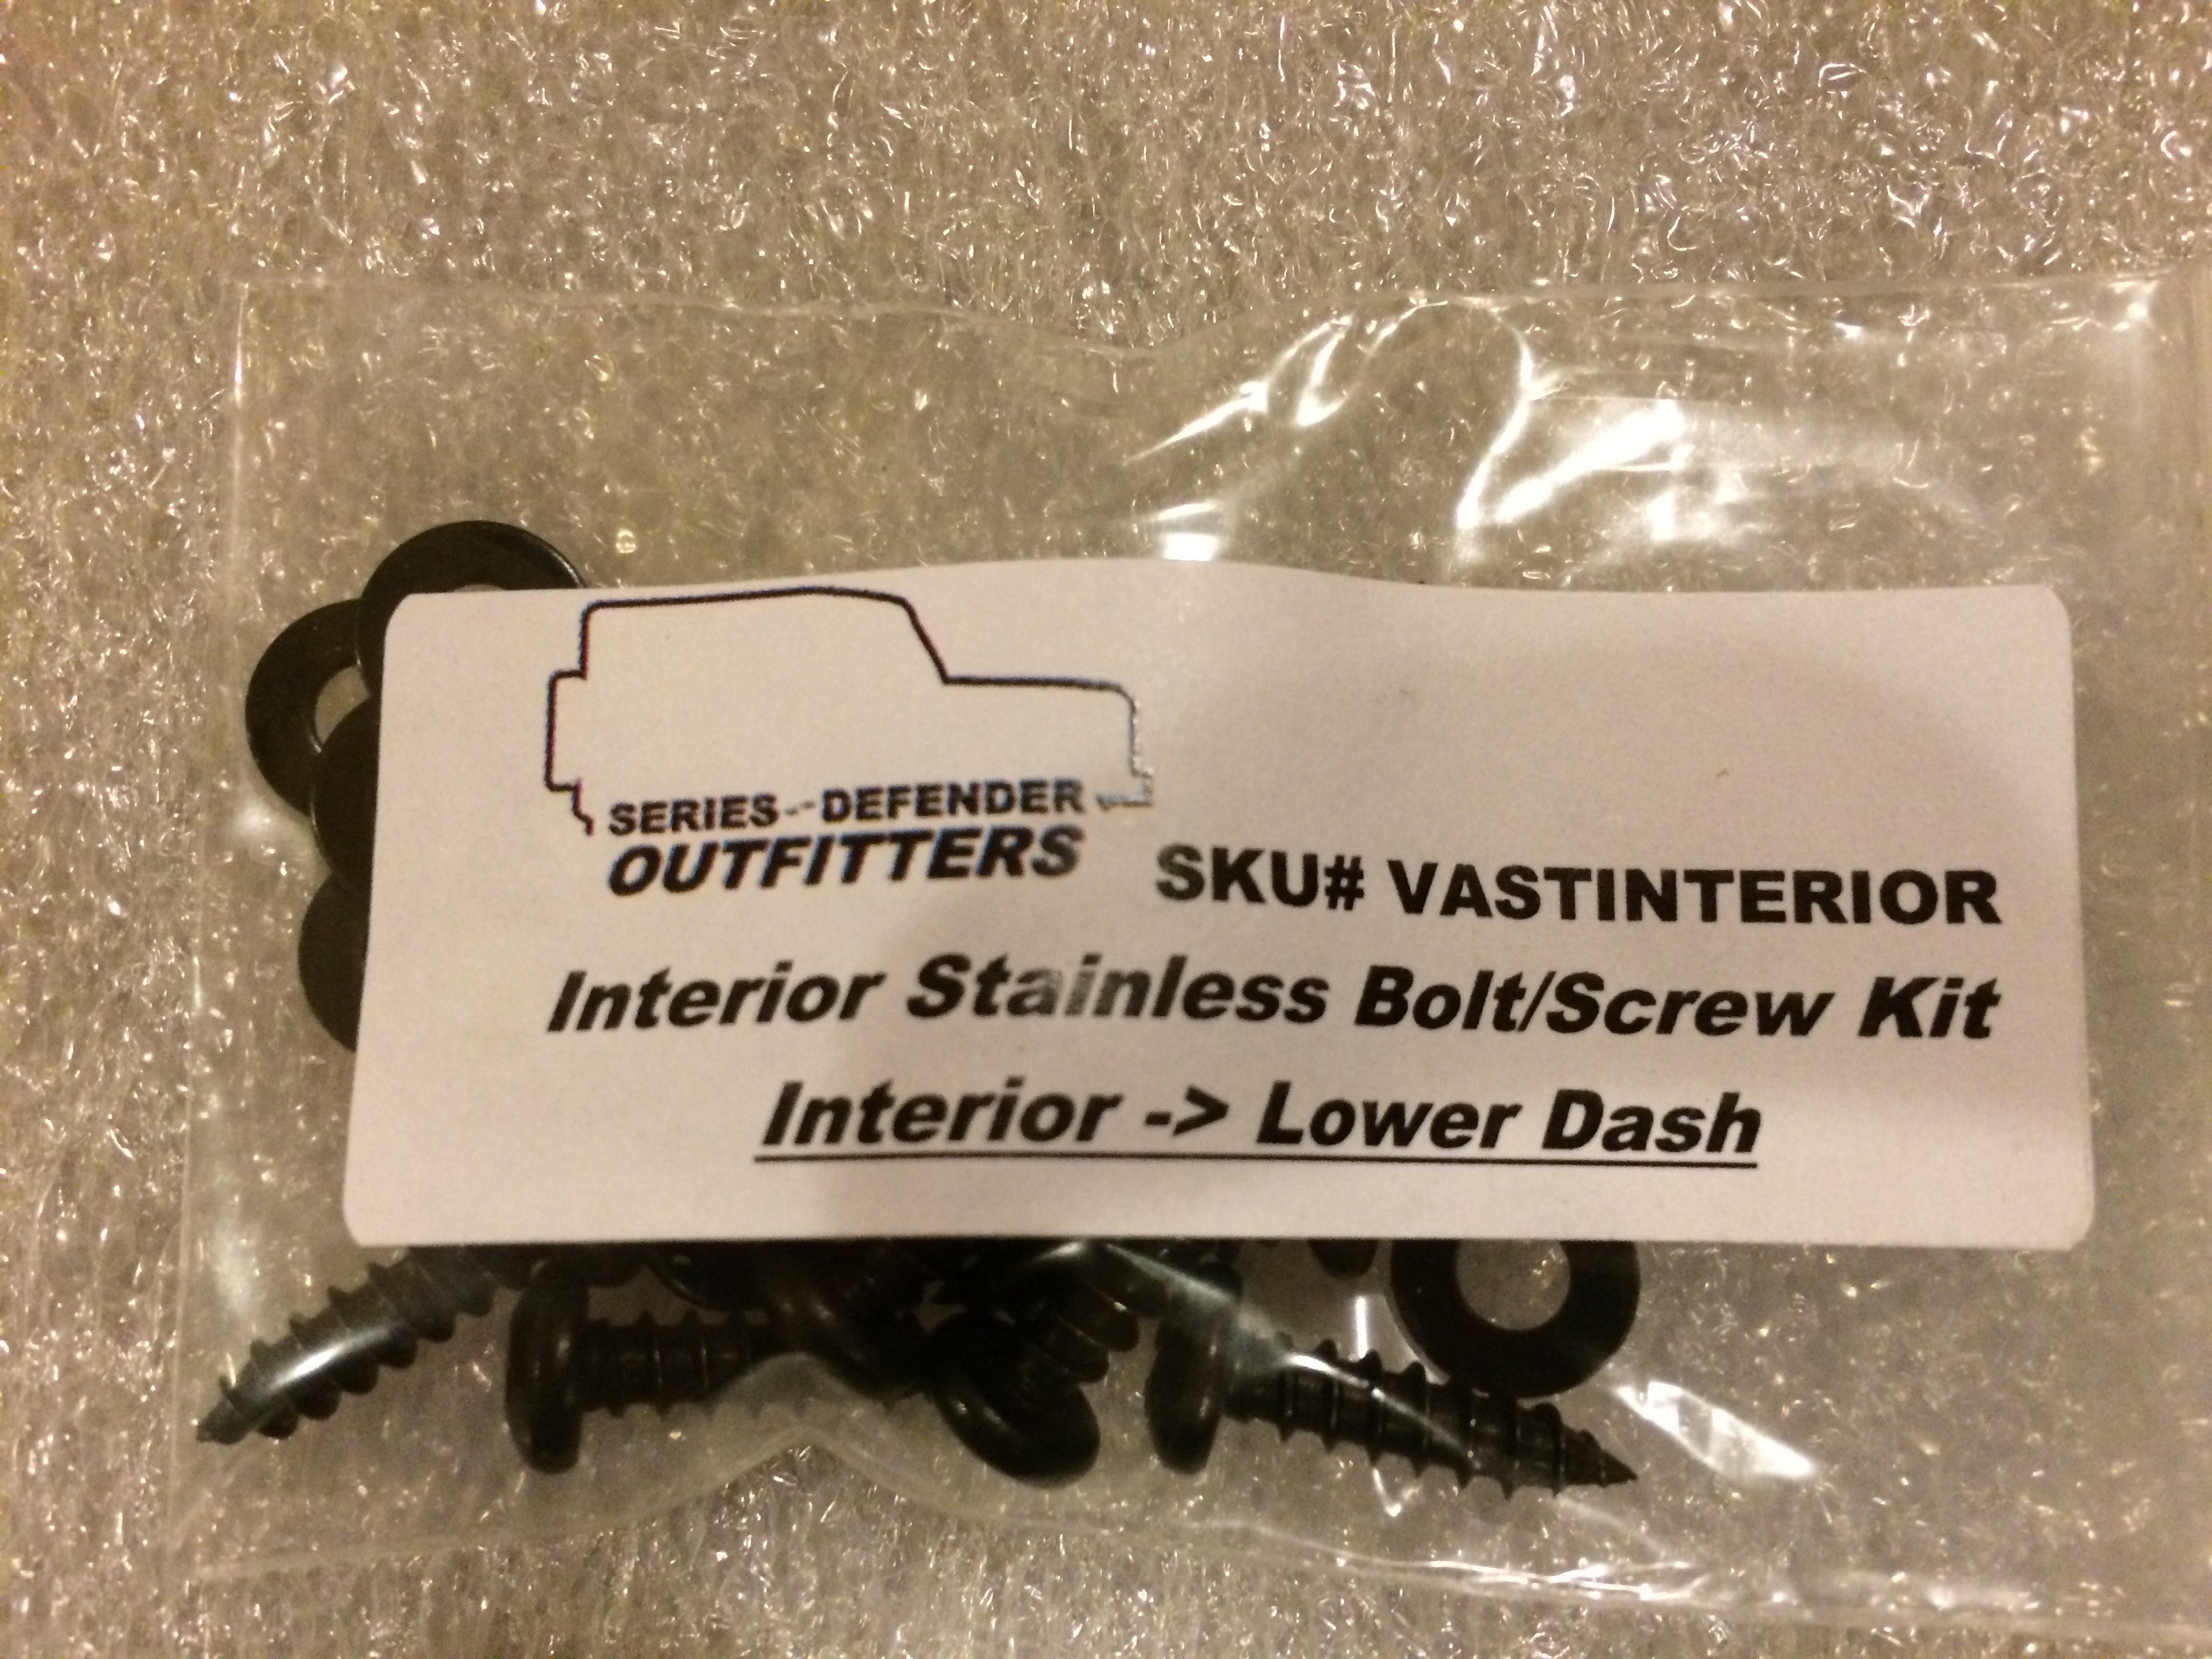 SERIES--DEFENDER
OUTFITTERS
SKU# VASTINTERIOR
Interior Stainless Bolt/Screw Kit
Interior -> Lower Dash